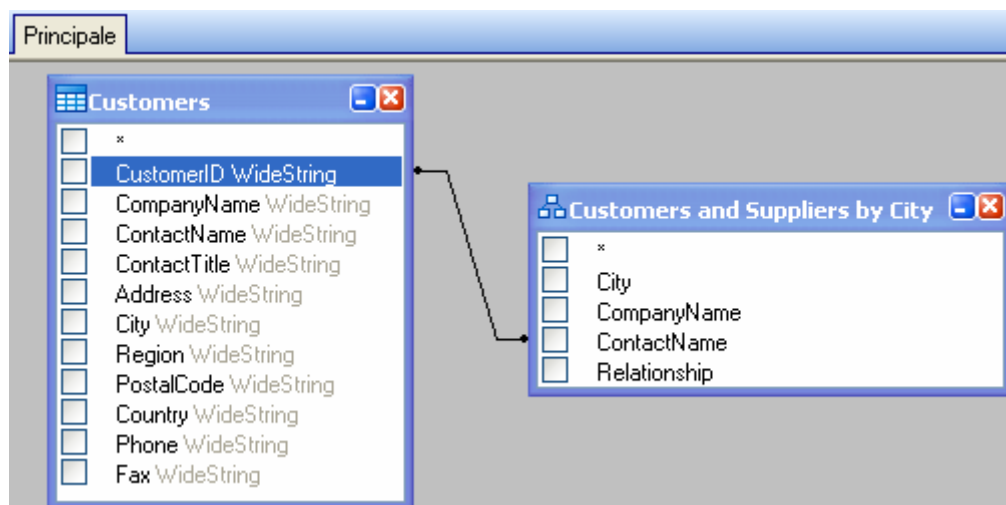 Principale
Customers
*
CustomerID WideString
CompanyName WideString
ContactName WideString
ContactTitle WideString
Address WideString
City WideString
Region WideString
PostalCode WideString
Country WideString
Phone WideString
Fax WideString
Customers and Suppliers by City
*
City
CompanyName
ContactName
Relationship